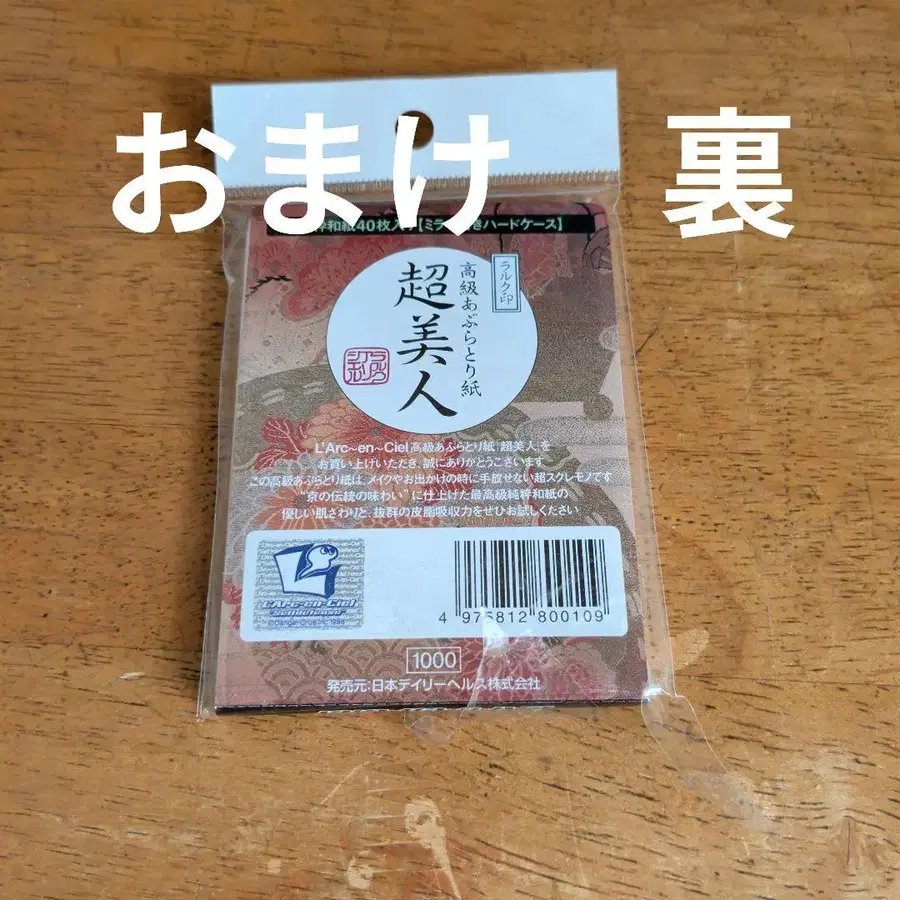 おまけ　裏
粋和紙40枚入り【ミラー付きハードケース】
ラルク印
高級あぶらとり紙
超美人
L'Arc~en~Ciel高級あぶらとり紙「超美人」を
お買い上げいただき、誠にありがとうございます。
この高級あぶらとり紙は、メイクやお出かけの時に手放せない超スグレモノです。
"京の伝統の味わい"に仕上げた最高級純粋和紙の
優しい肌ざわりと、抜群の皮脂吸収力をぜひお試しください。
L'Arc-en-Ciel
4 975812 800109
1000
発売元:日本デイリーヘルス株式会社